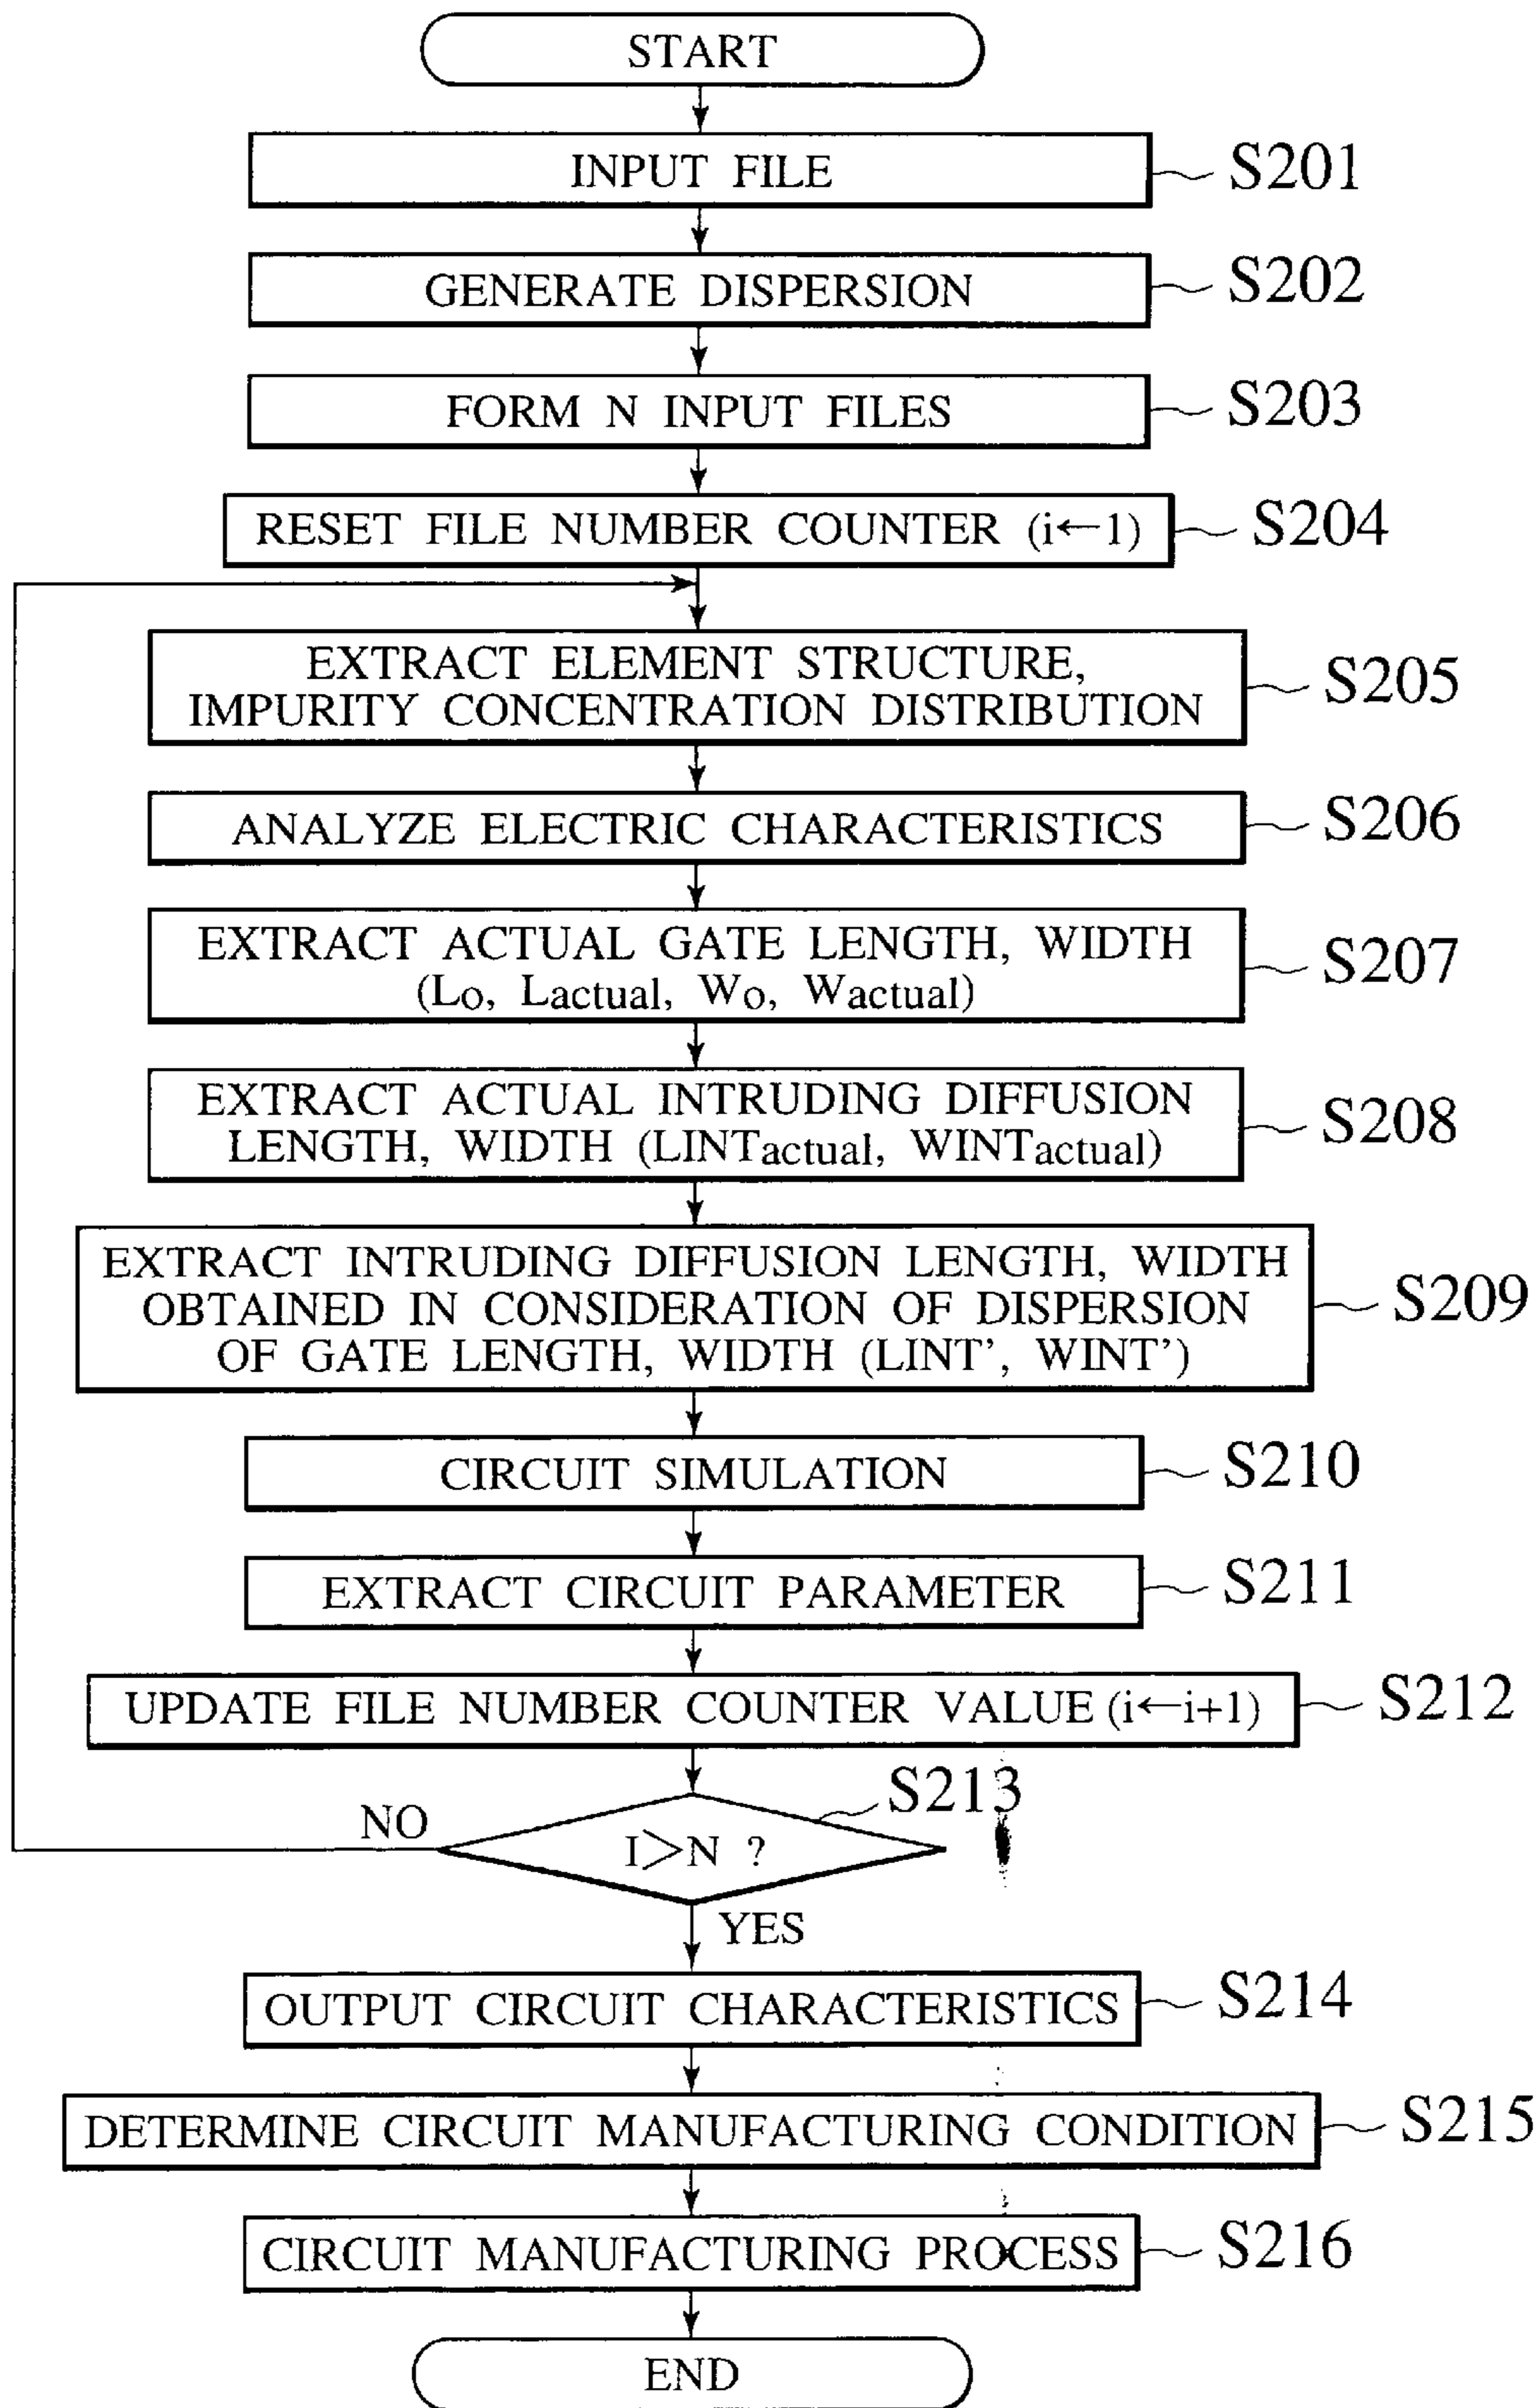 START
INPUT FILE
S201
GENERATE DISPERSION
S202
FORM N INPUT FILES
S203
RESET FILE NUMBER COUNTER (i←1)
S204
EXTRACT ELEMENT STRUCTURE,
IMPURITY CONCENTRATION DISTRIBUTION
S205
ANALYZE ELECTRIC CHARACTERISTICS
S206
EXTRACT ACTUAL GATE LENGTH, WIDTH
(Lo, Lactual, Wo, Wactual)
S207
EXTRACT ACTUAL INTRUDING DIFFUSION
LENGTH, WIDTH (LINTactual, WINTactual)
S208
EXTRACT INTRUDING DIFFUSION LENGTH, WIDTH
OBTAINED IN CONSIDERATION OF DISPERSION
OF GATE LENGTH, WIDTH (LINT', WINT')
S209
CIRCUIT SIMULATION
S210
EXTRACT CIRCUIT PARAMETER
S211
UPDATE FILE NUMBER COUNTER VALUE (i←i+1)
S212
S213
NO
I>N ?
YES
OUTPUT CIRCUIT CHARACTERISTICS
S214
DETERMINE CIRCUIT MANUFACTURING CONDITION
S215
CIRCUIT MANUFACTURING PROCESS
S216
END